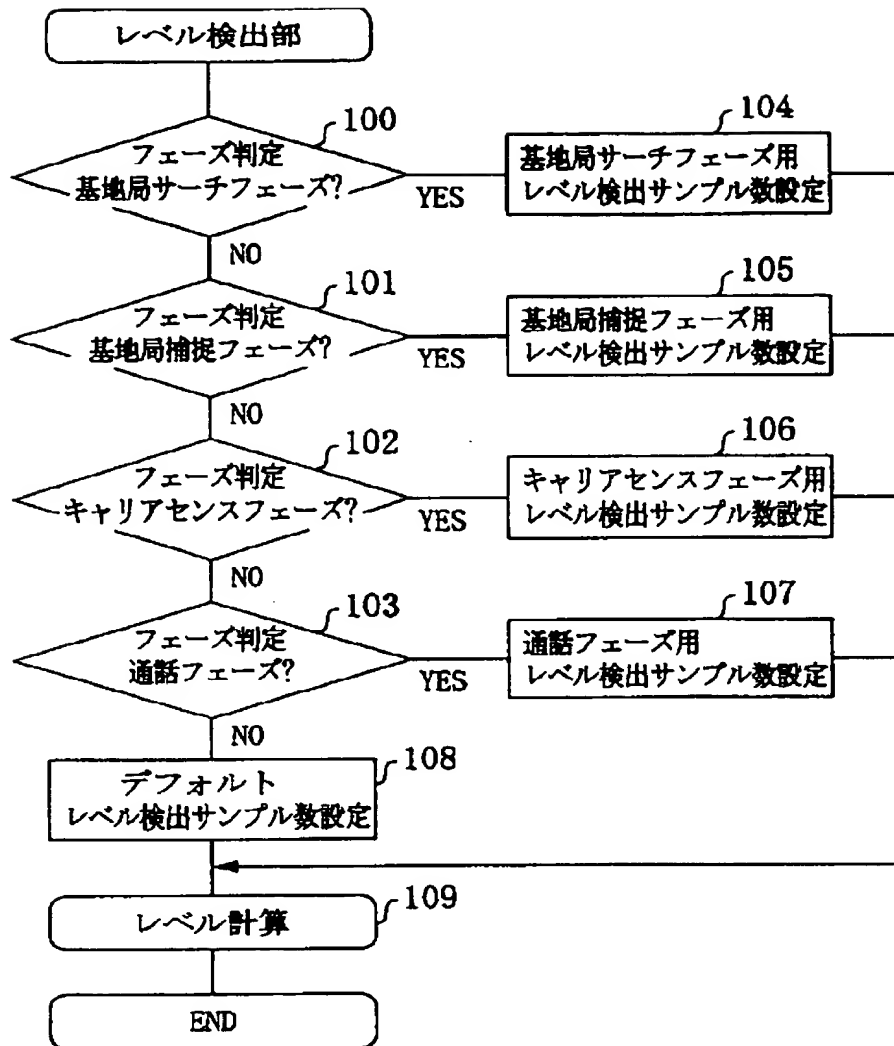 レベル検出部
100
フェーズ判定
基地局サーチフェーズ?
YES
104
基地局サーチフェーズ用
レベル検出サンプル数設定
NO
101
フェーズ判定
基地局捕捉フェーズ?
YES
105
基地局捕捉フェーズ用
レベル検出サンプル数設定
NO
102
フェーズ判定
キャリアセンスフェーズ?
YES
106
キャリアセンスフェーズ用
レベル検出サンプル数設定
NO
103
フェーズ判定
通話フェーズ?
YES
107
通話フェーズ用
レベル検出サンプル数設定
NO
108
デフォルト
レベル検出サンプル数設定
109
レベル計算
END